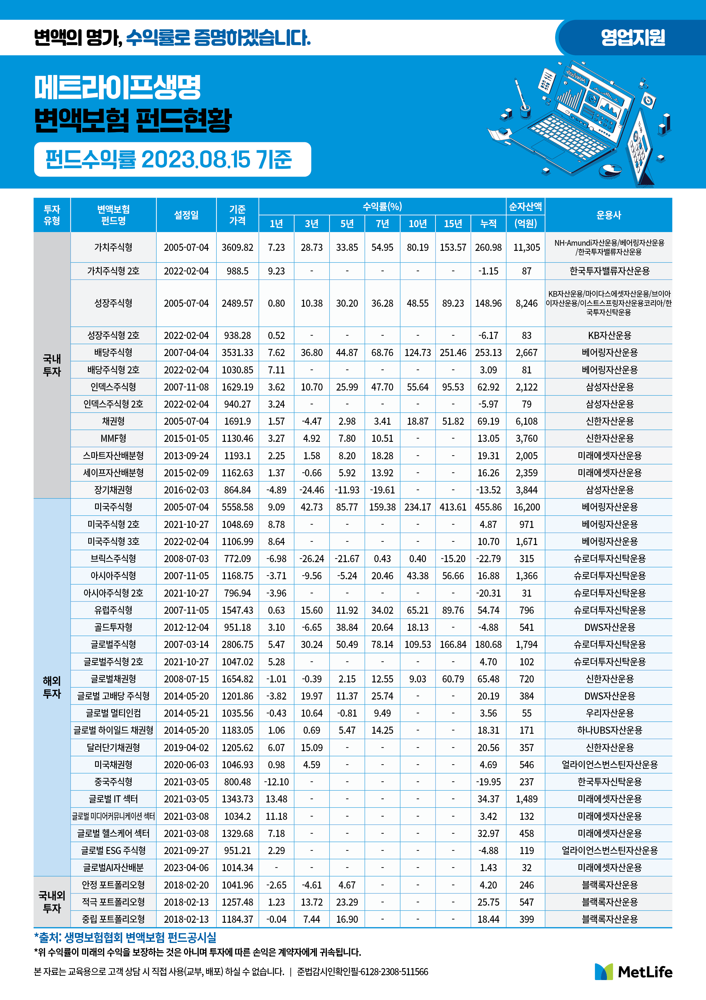 변액의 명가, 수익률로 증명하겠습니다.
영업지원
메트라이프생명
변액보험 펀드현황
펀드수익률 2023.08.15 기준
투자 유형 변액보험 펀드명 설정일 기준 가격 수익률(%) 순자산액 운용사
1년 3년 5년 7년 10년 15년 누적 (억원)
국내 투자
가치주식형 2005-07-04 3609.82 7.23 28.73 33.85 54.95 80.19 153.57 260.98 11,305 NH-Amundi자산운용/베어링자산운용
/한국투자밸류자산운용
가치주식형 2호 2022-02-04 988.5 9.23 - - - - - -1.15 87 한국투자밸류자산운용
성장주식형 2005-07-04 2489.57 0.80 10.38 30.20 36.28 48.55 89.23 148.96 8,246 KB자산운용/마이다스에셋자산운용/브이아
이자산운용/이스트스프링자산운용코리아/한
국투자신탁운용
성장주식형 2호 2022-02-04 938.28 0.52 - - - - - -6.17 83 KB자산운용
배당주식형 2007-04-04 3531.33 7.62 36.80 44.87 68.76 124.73 251.46 253.13 2,667 베어링자산운용
배당주식형 2호 2022-02-04 1030.85 7.11 - - - - - 3.09 81 베어링자산운용
인덱스주식형 2007-11-08 1629.19 3.62 10.70 25.99 47.70 55.64 95.53 62.92 2,122 삼성자산운용
인덱스주식형 2호 2022-02-04 940.27 3.24 - - - - - -5.97 79 삼성자산운용
채권형 2005-07-04 1691.9 1.57 -4.47 2.98 3.41 18.87 51.82 69.19 6,108 신한자산운용
MMF형 2015-01-05 1130.46 3.27 4.92 7.80 10.51 - - 13.05 3,760 신한자산운용
스마트자산배분형 2013-09-24 1193.1 2.25 1.58 8.20 18.28 - - 19.31 2,005 미래에셋자산운용
세이프자산배분형 2015-02-09 1162.63 1.37 -0.66 5.92 13.92 - - 16.26 2,359 미래에셋자산운용
장기채권형 2016-02-03 864.84 -4.89 -24.46 -11.93 -19.61 - - -13.52 3,844 삼성자산운용
해외 투자
미국주식형 2005-07-04 5558.58 9.09 42.73 85.77 159.38 234.17 413.61 455.86 16,200 베어링자산운용
미국주식형 2호 2021-10-27 1048.69 8.78 - - - - - 4.87 971 베어링자산운용
미국주식형 3호 2022-02-04 1106.99 8.64 - - - - - 10.70 1,671 베어링자산운용
브릭스주식형 2008-07-03 772.09 -6.98 -26.24 -21.67 0.43 0.40 -15.20 -22.79 315 슈로더투자신탁운용
아시아주식형 2007-11-05 1168.75 -3.71 -9.56 -5.24 20.46 43.38 56.66 16.88 1,366 슈로더투자신탁운용
아시아주식형 2호 2021-10-27 796.94 -3.96 - - - - - -20.31 31 슈로더투자신탁운용
유럽주식형 2007-11-05 1547.43 0.63 15.60 11.92 34.02 65.21 89.76 54.74 796 슈로더투자신탁운용
골드투자형 2012-12-04 951.18 3.10 -6.65 38.84 20.64 18.13 - -4.88 541 DWS자산운용
글로벌주식형 2007-03-14 2806.75 5.47 30.24 50.49 78.14 109.53 166.84 180.68 1,794 슈로더투자신탁운용
글로벌주식형 2호 2021-10-27 1047.02 5.28 - - - - - 4.70 102 슈로더투자신탁운용
글로벌채권형 2008-07-15 1654.82 -1.01 -0.39 2.15 12.55 9.03 60.79 65.48 720 신한자산운용
글로벌 고배당 주식형 2014-05-20 1201.86 -3.82 19.97 11.37 25.74 - - 20.19 384 DWS자산운용
글로벌 멀티인컴 2014-05-21 1035.56 -0.43 10.64 -0.81 9.49 - - 3.56 55 우리자산운용
글로벌 하이일드 채권형 2014-05-20 1183.05 1.06 0.69 5.47 14.25 - - 18.31 171 하나UBS자산운용
달러단기채권형 2019-04-02 1205.62 6.07 15.09 - - - - 20.56 357 신한자산운용
미국채권형 2020-06-03 1046.93 0.98 4.59 - - - - 4.69 546 얼라이언스번스틴자산운용
중국주식형 2021-03-05 800.48 -12.10 - - - - - -19.95 237 한국투자신탁운용
글로벌 IT 섹터 2021-03-05 1343.73 13.48 - - - - - 34.37 1,489 미래에셋자산운용
글로벌 미디어커뮤니케이션 섹터 2021-03-08 1034.2 11.18 - - - - - 3.42 132 미래에셋자산운용
글로벌 헬스케어 섹터 2021-03-08 1329.68 7.18 - - - - - 32.97 458 미래에셋자산운용
글로벌 ESG 주식형 2021-09-27 951.21 2.29 - - - - - -4.88 119 얼라이언스번스틴자산운용
글로벌AI자산배분 2023-04-06 1014.34 - - - - - - 1.43 32 미래에셋자산운용
국내외 투자
안정 포트폴리오형 2018-02-20 1041.96 -2.65 -4.61 4.67 - - - 4.20 246 블랙록자산운용
적극 포트폴리오형 2018-02-13 1257.48 1.23 13.72 23.29 - - - 25.75 547 블랙록자산운용
중립 포트폴리오형 2018-02-13 1184.37 -0.04 7.44 16.90 - - - 18.44 399 블랙록자산운용
*출처: 생명보험협회 변액보험 펀드공시실
*위 수익률이 미래의 수익을 보장하는 것은 아니며 투자에 따른 손익은 계약자에게 귀속됩니다.
본 자료는 교육용으로 고객 상담 시 직접 사용(교부, 배포) 하실 수 없습니다. | 준법감시인확인필-6128-2308-511566
MetLife